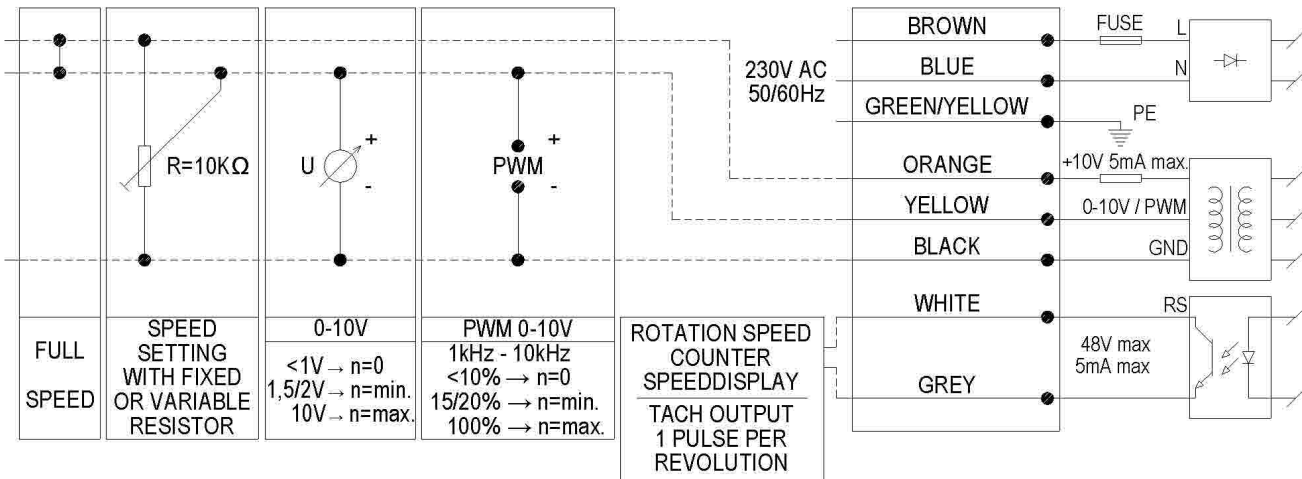 FULL
SPEED
R=10KΩ
SPEED
SETTING
WITH FIXED
OR VARIABLE
RESISTOR
U
+
-
0-10V
<1V → n=0
1,5/2V → n=min.
10V → n=max.
PWM
+
-
PWM 0-10V
1kHz - 10kHz
<10% → n=0
15/20% → n=min.
100% → n=max.
ROTATION SPEED
COUNTER
SPEEDDISPLAY
TACH OUTPUT
1 PULSE PER
REVOLUTION
230V AC
50/60Hz
BROWN
BLUE
GREEN/YELLOW
ORANGE
YELLOW
BLACK
WHITE
GREY
FUSE
L
N
PE
+10V 5mA max.
0-10V / PWM
GND
RS
48V max
5mA max